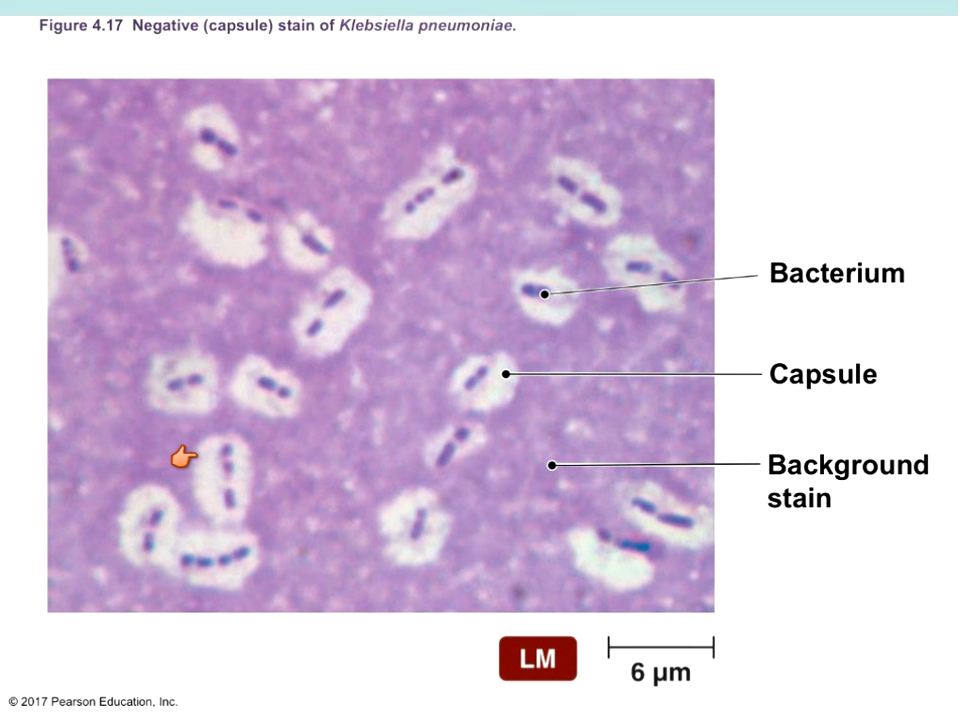 Figure 4.17 Negative (capsule) stain of Klebsiella pneumoniae.
Bacterium
Capsule
Background
stain
LM
6 µm
© 2017 Pearson Education, Inc.